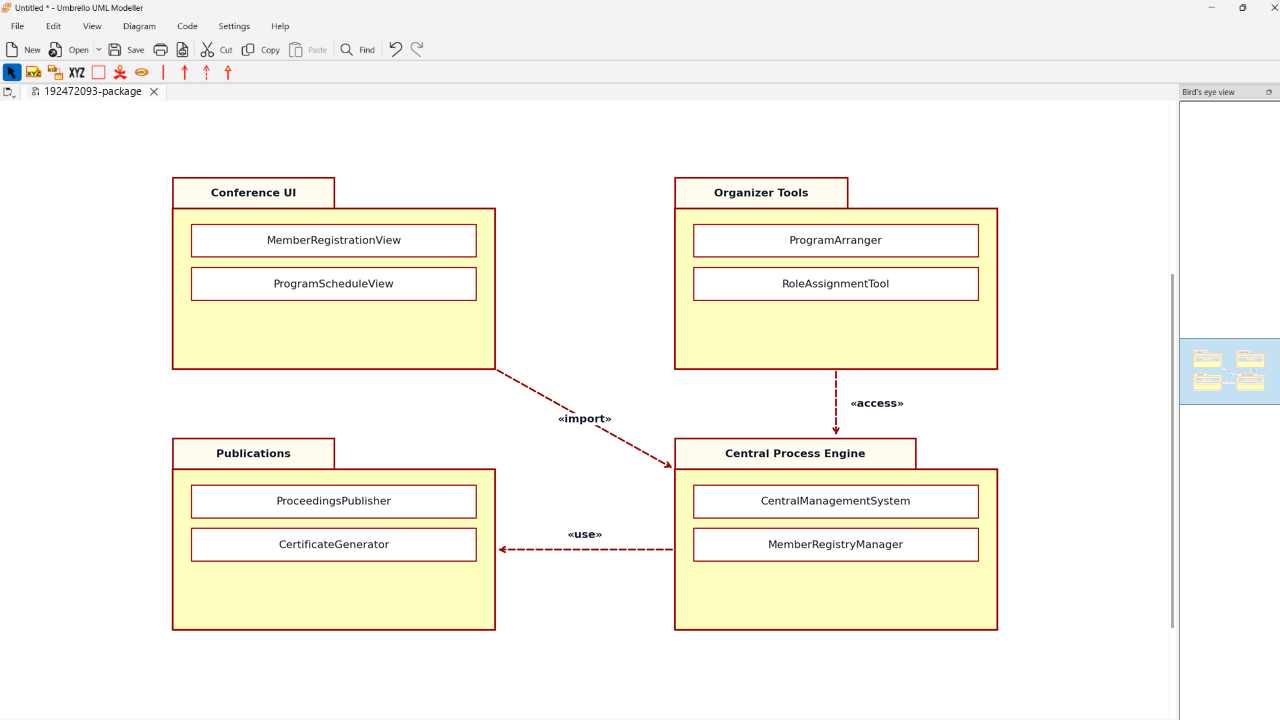 Untitled * - Umbrello UML Modeller
File Edit View Diagram Code Settings Help
New Open Save Cut Copy Paste Find
XYZ XYZ ABC
192472093-package
Bird's eye view
Conference UI
MemberRegistrationView
ProgramScheduleView
Organizer Tools
ProgramArranger
RoleAssignmentTool
«import»
«access»
Publications
ProceedingsPublisher
CertificateGenerator
«use»
Central Process Engine
CentralManagementSystem
MemberRegistryManager